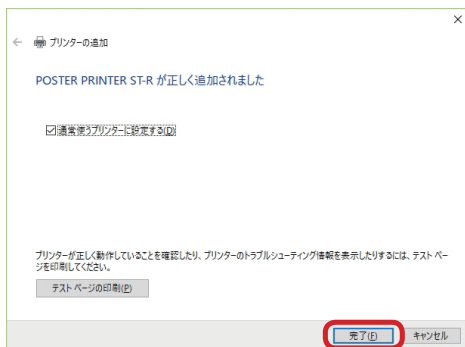 プリンターの追加
POSTER PRINTER ST-R が正しく追加されました
通常使うプリンターに設定する(D)
プリンターが正しく動作していることを確認したり、プリンターのトラブルシューティング情報を表示したりするには、テスト ペー
ジを印刷してください。
テスト ページの印刷(P)
完了(F) キャンセル